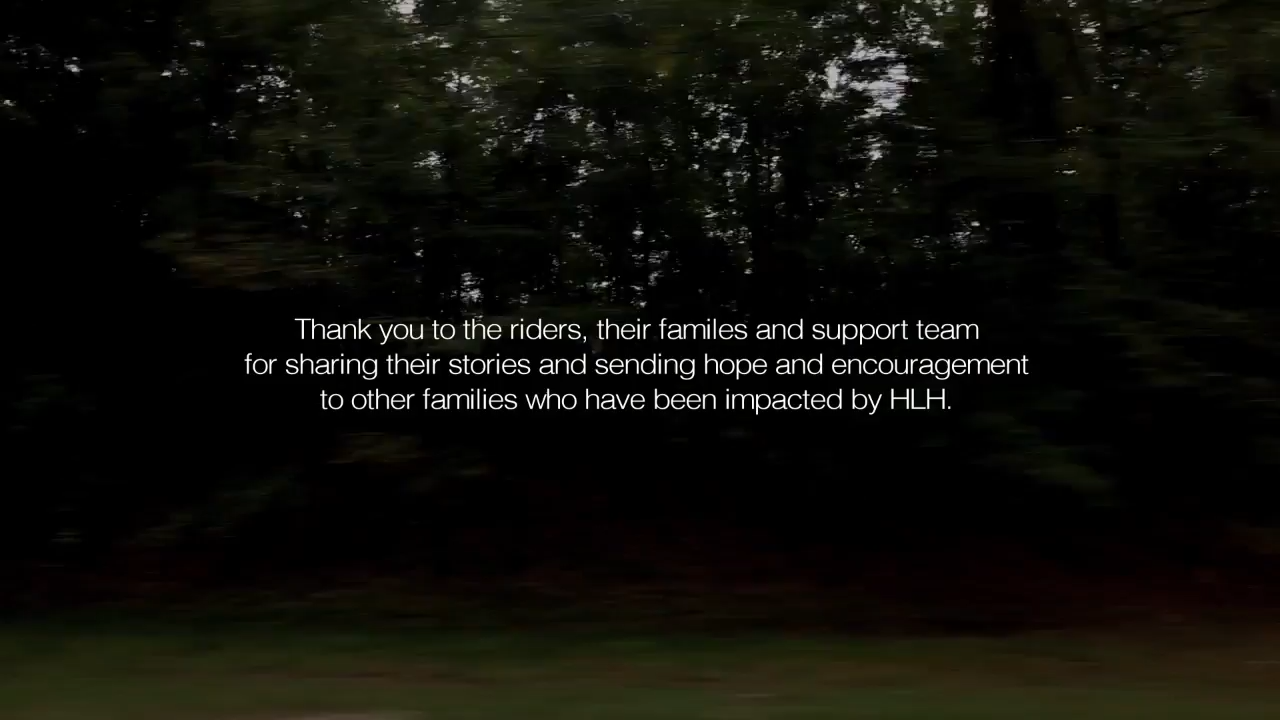 Thank you to the riders, their familes and support team
for sharing their stories and sending hope and encouragement
to other families who have been impacted by HLH.